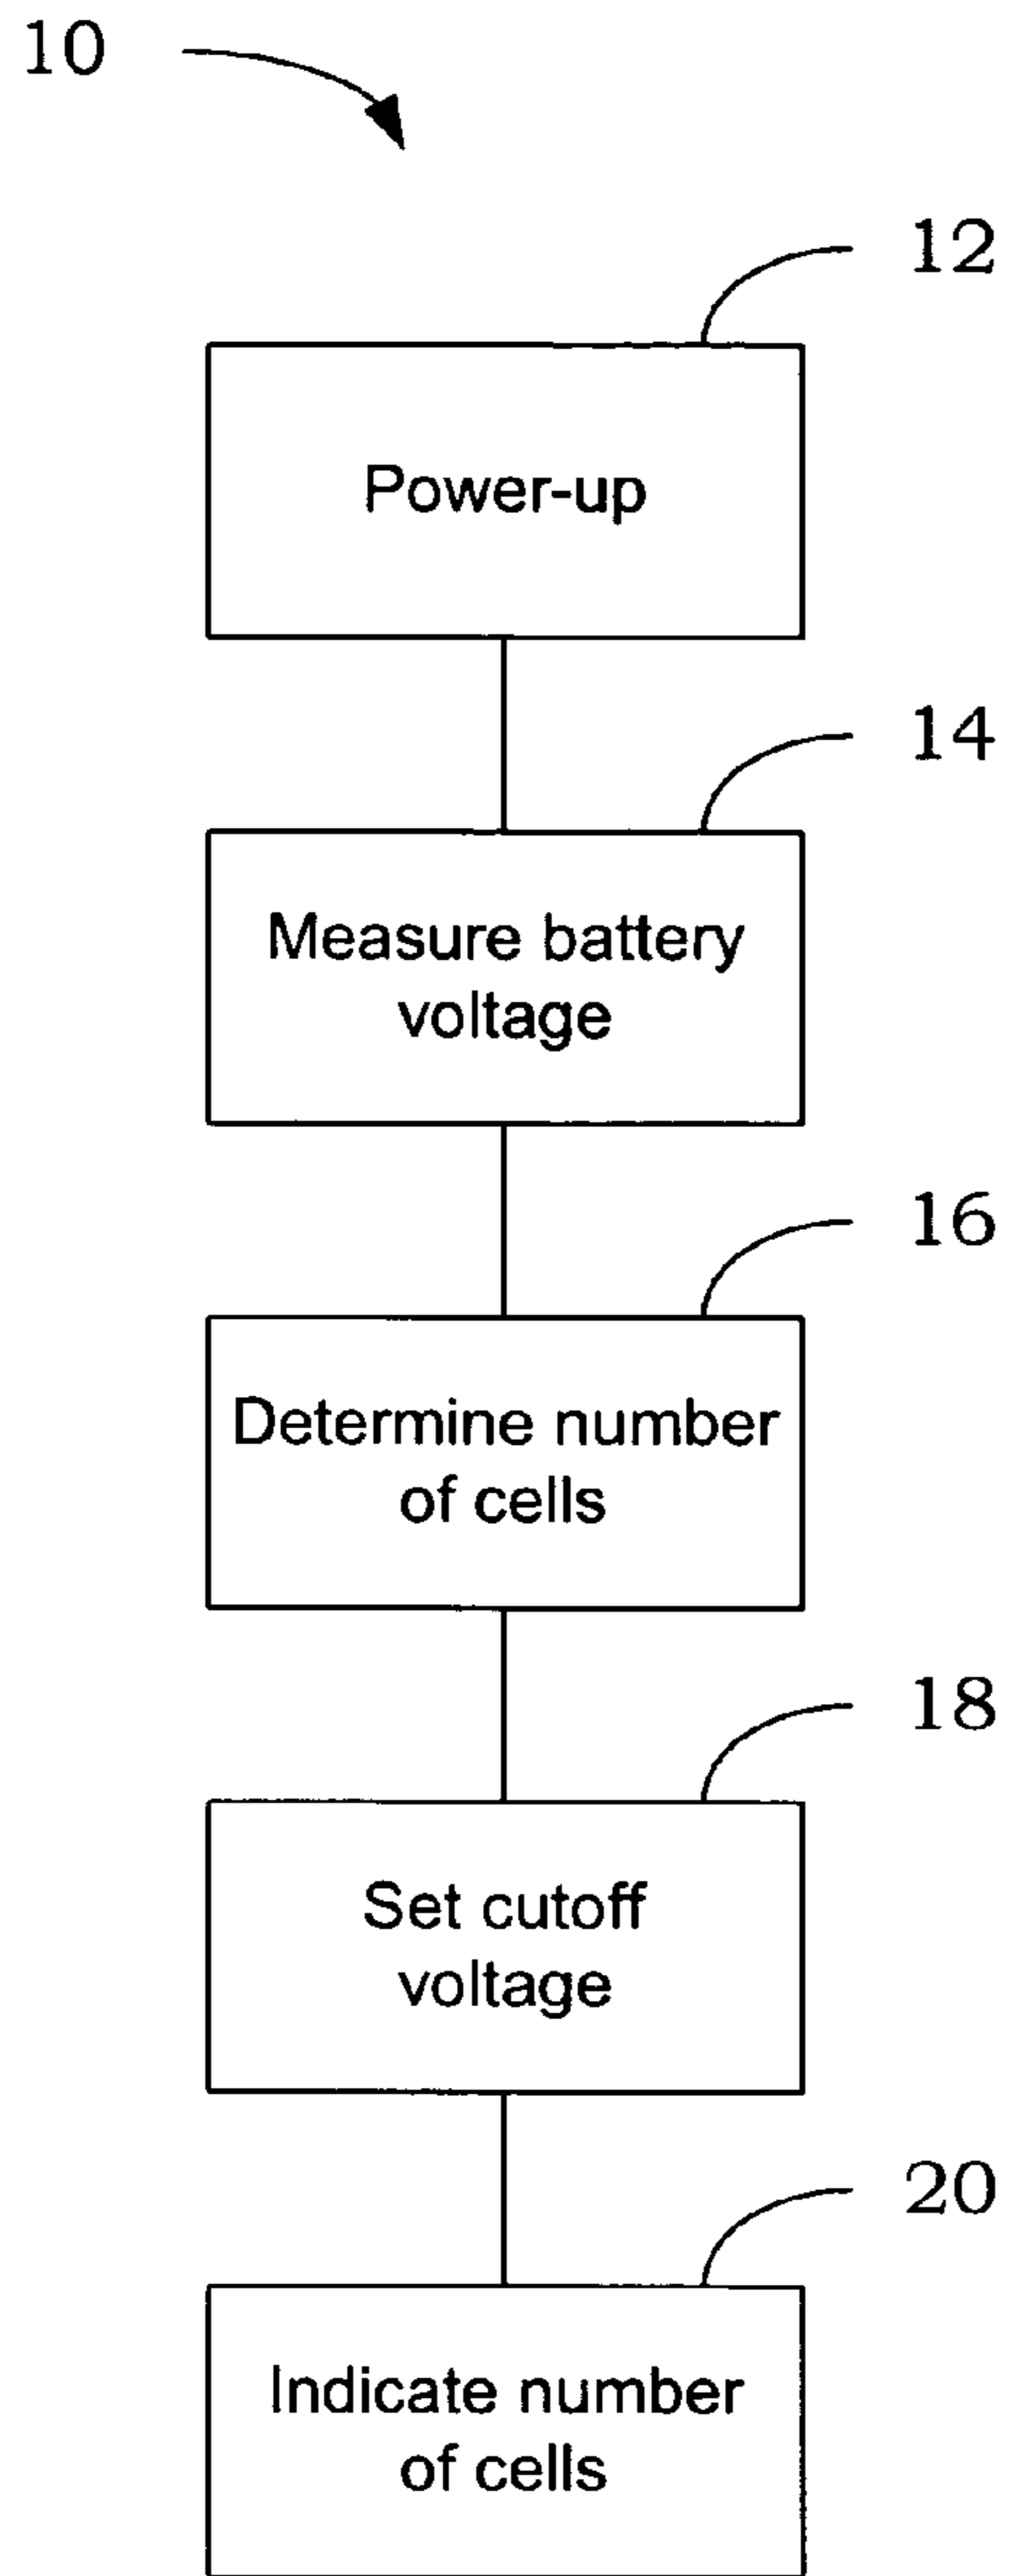 10
12
Power-up
14
Measure battery
voltage
16
Determine number
of cells
18
Set cutoff
voltage
20
Indicate number
of cells